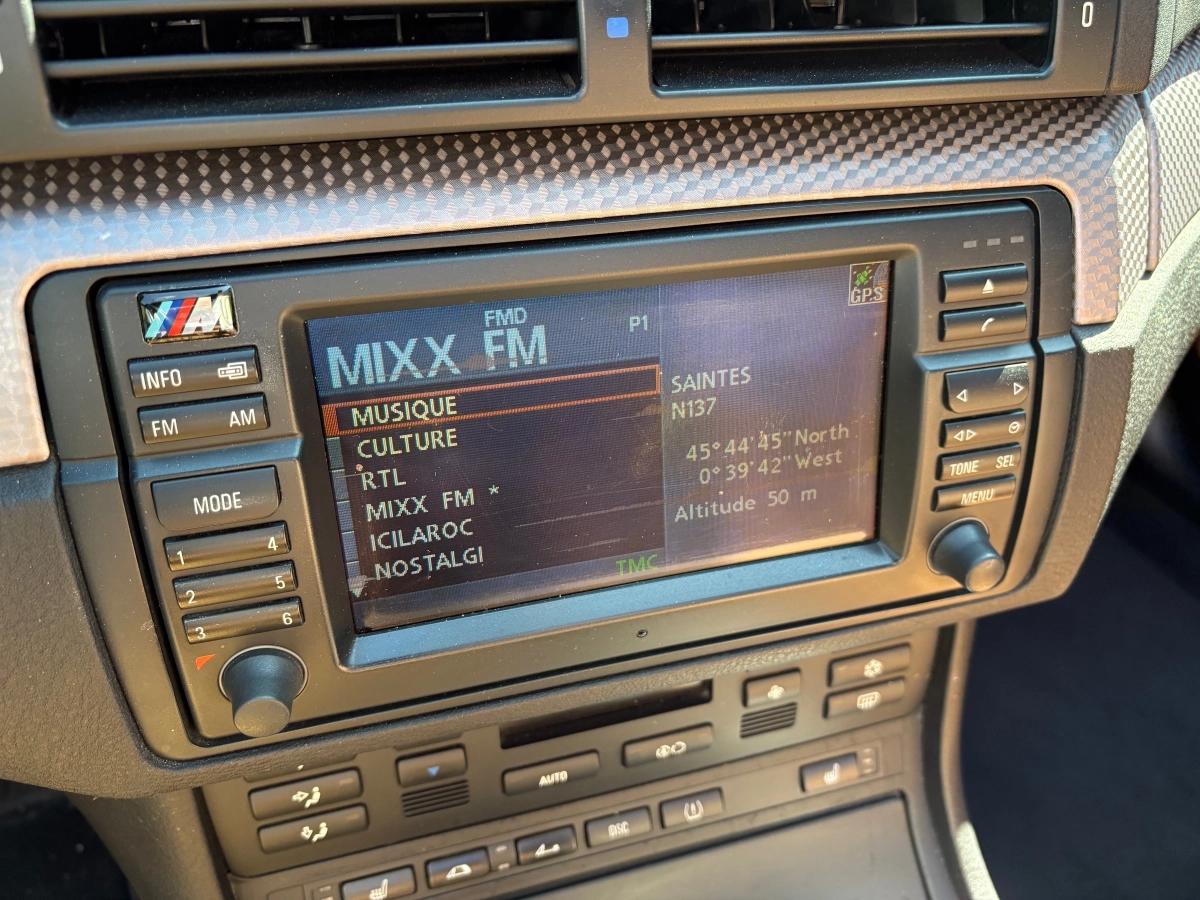 0
M
INFO
FM AM
MODE
1 4
2 5
3 6
FMD
MIXX FM
P1
MUSIQUE
CULTURE
RTL
MIXX FM *
ICILAROC
NOSTALGI
TMC
GPS
SAINTES
N137
45°44'45"North
0°39'42"West
Altitude 50 m
TONE SEL
MENU
AUTO
DISC